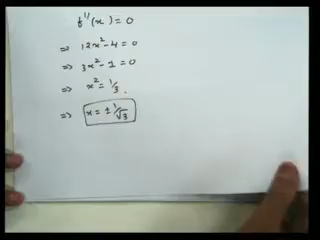 f''(x) = 0
⇒ 12x² - 4 = 0
⇒ 3x² - 1 = 0
⇒ x² = 1/3.
⇒ x = ± 1/√3